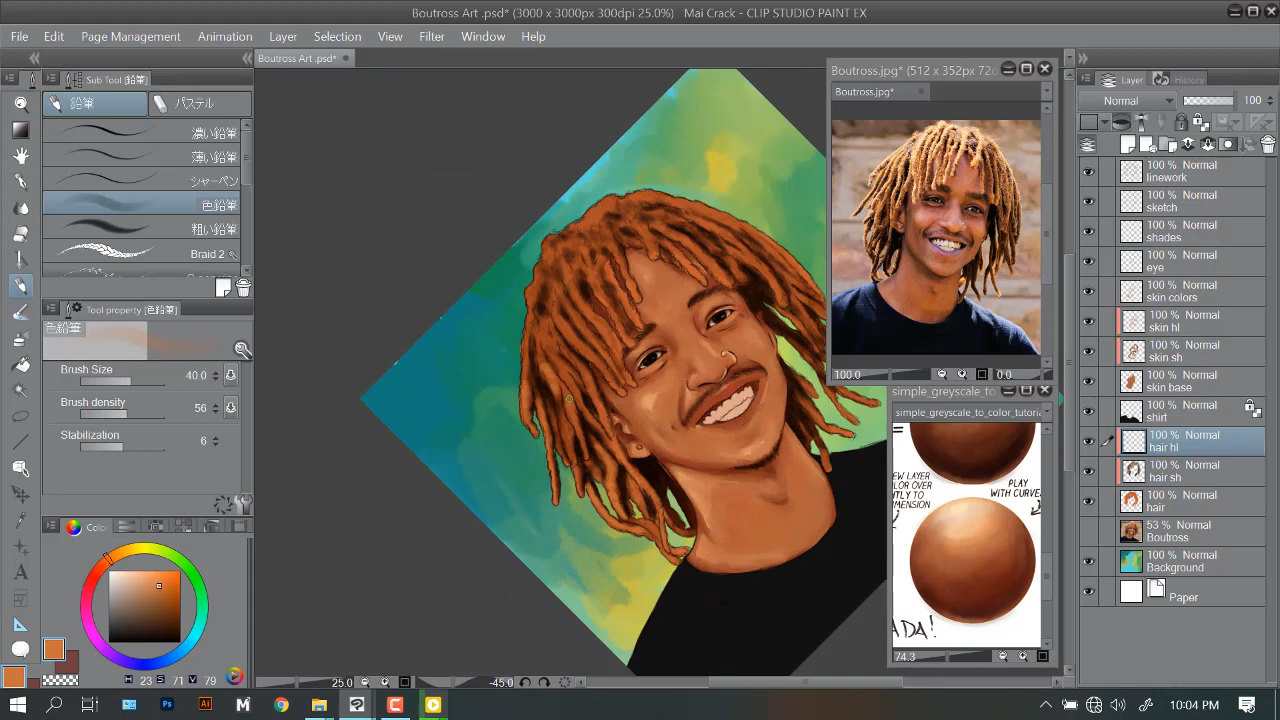 Boutross Art .psd* (3000 x 3000px 300dpi 25.0%)  Mai Crack - CLIP STUDIO PAINT EX
File Edit Page Management Animation Layer Selection View Filter Window Help
Sub Tool [鉛筆]
鉛筆 パステル
濃い鉛筆
薄い鉛筆
シャーペン
色鉛筆
粗い鉛筆
Braid 2
Tool property [色鉛筆]
色鉛筆
Brush Size 40.0
Brush density 56
Stabilization 6
Color
H 23 S 71 V 79
Boutross Art.psd*
25.0 -45.0
Boutross.jpg* (512 x 352px 72d
Boutross.jpg*
100.0 0.0
simple_greyscale_to_
simple_greyscale_to_color_tutoria
PLAY
WITH CURVE
ADA!
74.3
Layer History
Normal 100
100 % Normal
linework
100 % Normal
sketch
100 % Normal
shades
100 % Normal
eye
100 % Normal
skin colors
100 % Normal
skin hl
100 % Normal
skin sh
100 % Normal
skin base
100 % Normal
shirt
100 % Normal
hair hl
100 % Normal
hair sh
100 % Normal
hair
53 % Normal
Boutross
100 % Normal
Background
Paper
10:04 PM